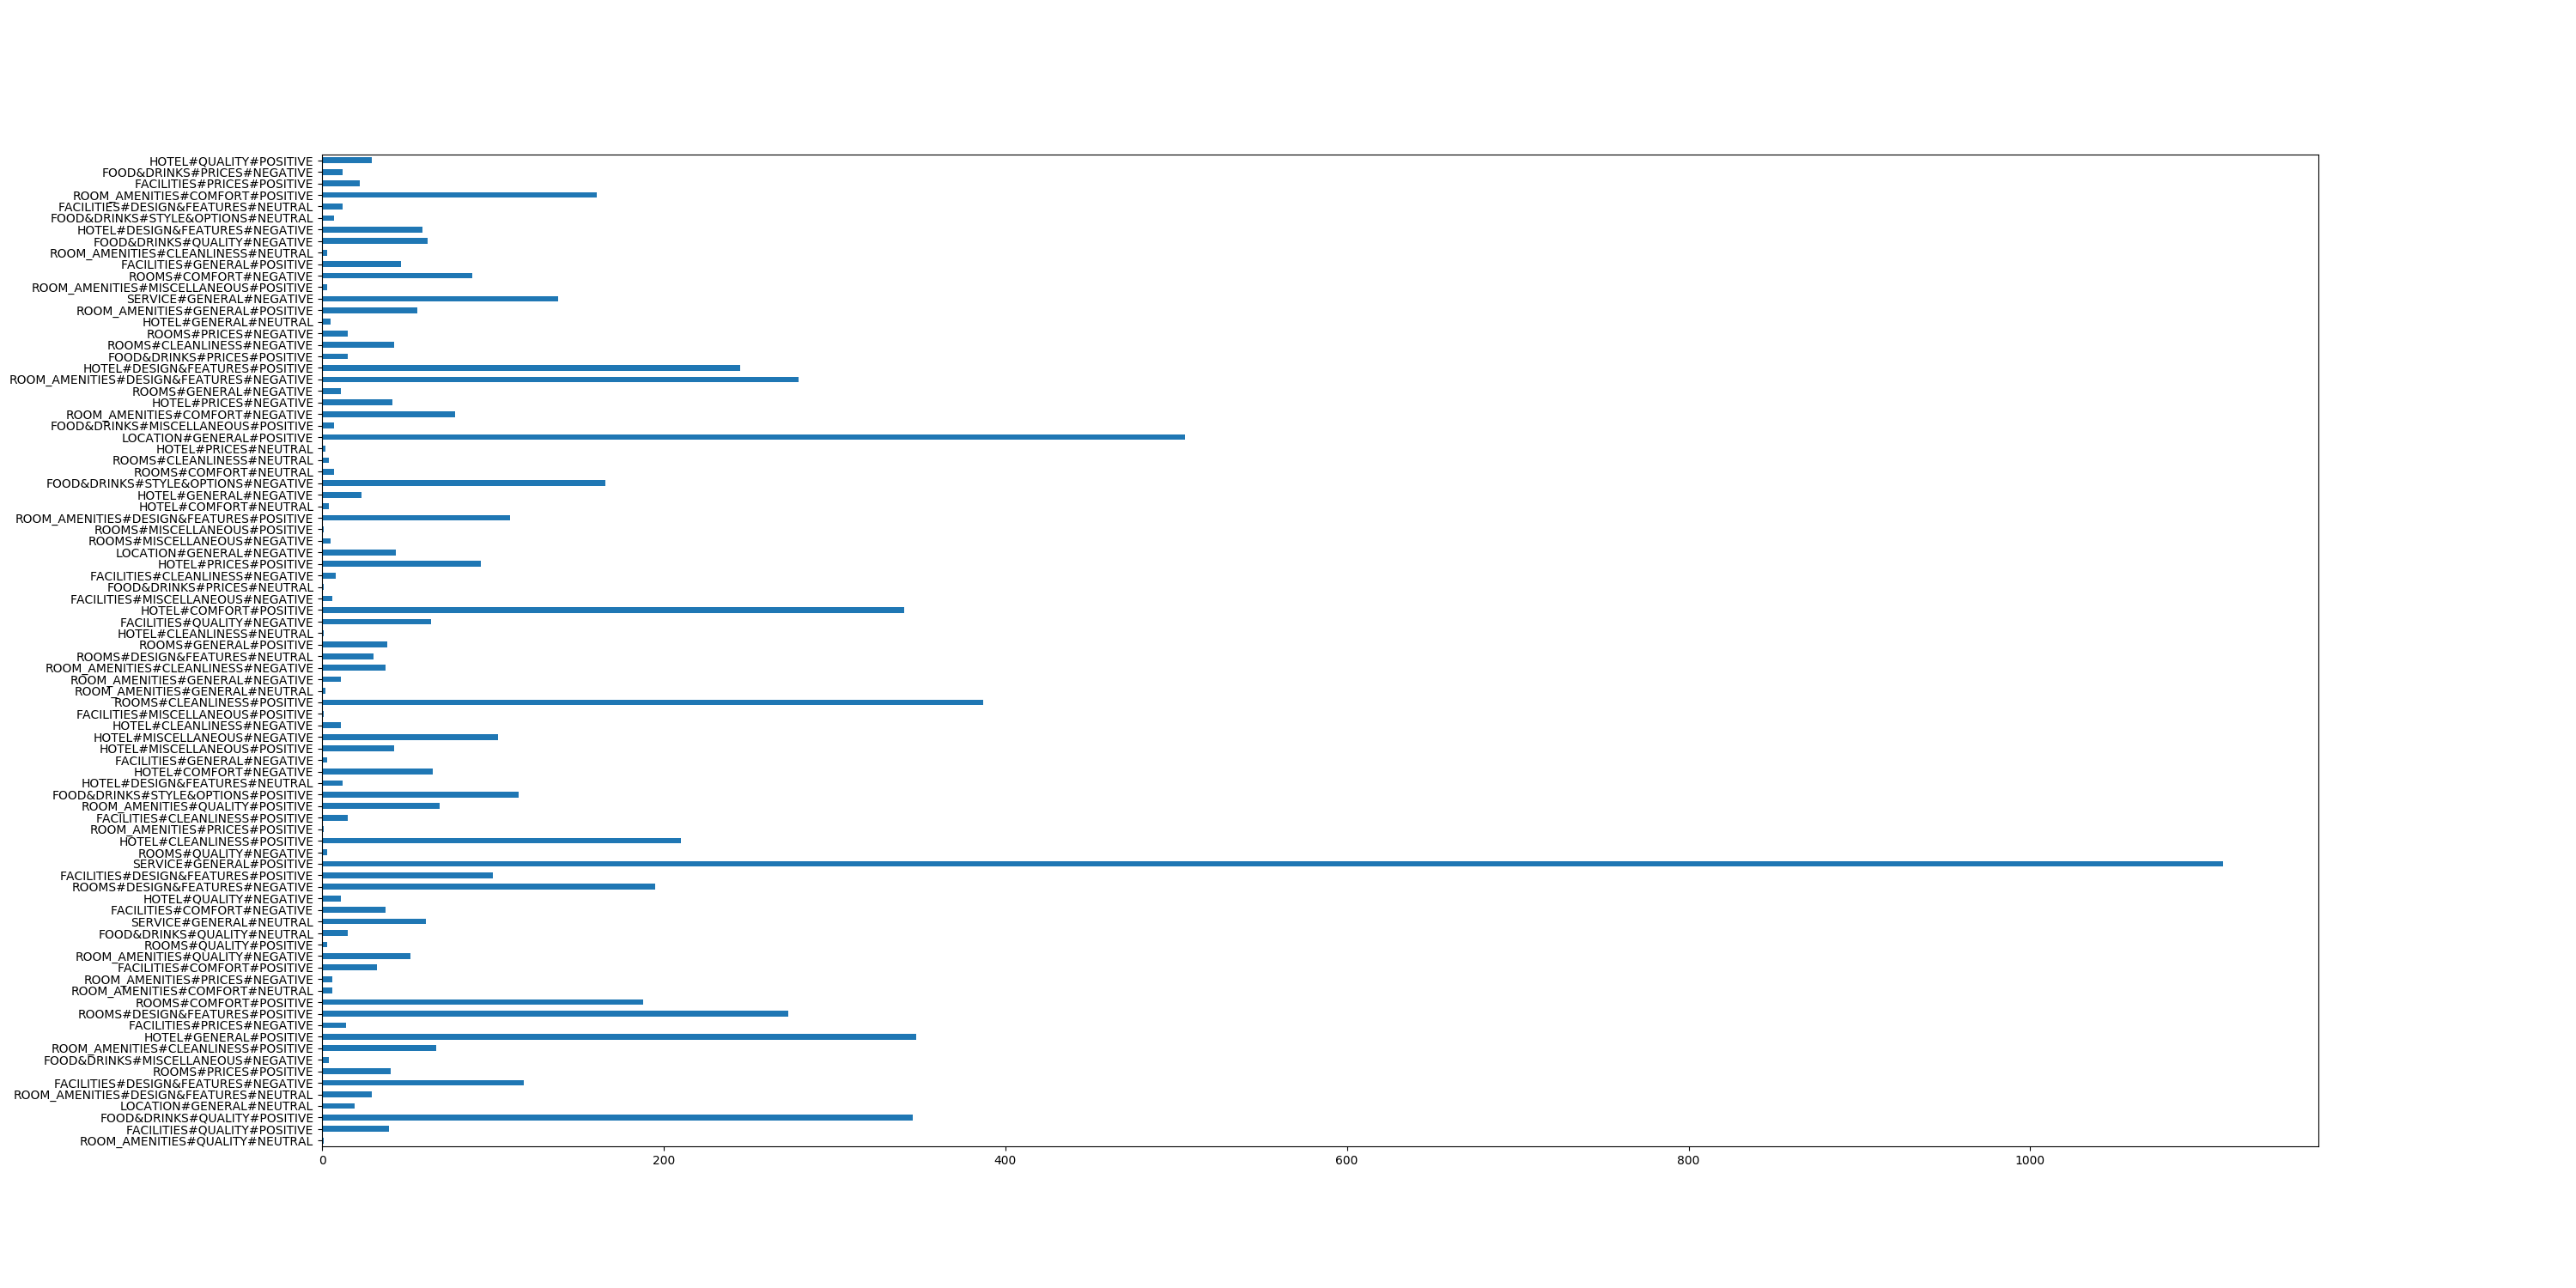 HOTEL#QUALITY#POSITIVE
FOOD&DRINKS#PRICES#NEGATIVE
FACILITIES#PRICES#POSITIVE
ROOM_AMENITIES#COMFORT#POSITIVE
FACILITIES#DESIGN&FEATURES#NEUTRAL
FOOD&DRINKS#STYLE&OPTIONS#NEUTRAL
HOTEL#DESIGN&FEATURES#NEGATIVE
FOOD&DRINKS#QUALITY#NEGATIVE
ROOM_AMENITIES#CLEANLINESS#NEUTRAL
FACILITIES#GENERAL#POSITIVE
ROOMS#COMFORT#NEGATIVE
ROOM_AMENITIES#MISCELLANEOUS#POSITIVE
SERVICE#GENERAL#NEGATIVE
ROOM_AMENITIES#GENERAL#POSITIVE
HOTEL#GENERAL#NEUTRAL
ROOMS#PRICES#NEGATIVE
ROOMS#CLEANLINESS#NEGATIVE
FOOD&DRINKS#PRICES#POSITIVE
HOTEL#DESIGN&FEATURES#POSITIVE
ROOM_AMENITIES#DESIGN&FEATURES#NEGATIVE
ROOMS#GENERAL#NEGATIVE
HOTEL#PRICES#NEGATIVE
ROOM_AMENITIES#COMFORT#NEGATIVE
FOOD&DRINKS#MISCELLANEOUS#POSITIVE
LOCATION#GENERAL#POSITIVE
HOTEL#PRICES#NEUTRAL
ROOMS#CLEANLINESS#NEUTRAL
ROOMS#COMFORT#NEUTRAL
FOOD&DRINKS#STYLE&OPTIONS#NEGATIVE
HOTEL#GENERAL#NEGATIVE
HOTEL#COMFORT#NEUTRAL
ROOM_AMENITIES#DESIGN&FEATURES#POSITIVE
ROOMS#MISCELLANEOUS#POSITIVE
ROOMS#MISCELLANEOUS#NEGATIVE
LOCATION#GENERAL#NEGATIVE
HOTEL#PRICES#POSITIVE
FACILITIES#CLEANLINESS#NEGATIVE
FOOD&DRINKS#PRICES#NEUTRAL
FACILITIES#MISCELLANEOUS#NEGATIVE
HOTEL#COMFORT#POSITIVE
FACILITIES#QUALITY#NEGATIVE
HOTEL#CLEANLINESS#NEUTRAL
ROOMS#GENERAL#POSITIVE
ROOMS#DESIGN&FEATURES#NEUTRAL
ROOM_AMENITIES#CLEANLINESS#NEGATIVE
ROOM_AMENITIES#GENERAL#NEGATIVE
ROOM_AMENITIES#GENERAL#NEUTRAL
ROOMS#CLEANLINESS#POSITIVE
FACILITIES#MISCELLANEOUS#POSITIVE
HOTEL#CLEANLINESS#NEGATIVE
HOTEL#MISCELLANEOUS#NEGATIVE
HOTEL#MISCELLANEOUS#POSITIVE
FACILITIES#GENERAL#NEGATIVE
HOTEL#COMFORT#NEGATIVE
HOTEL#DESIGN&FEATURES#NEUTRAL
FOOD&DRINKS#STYLE&OPTIONS#POSITIVE
ROOM_AMENITIES#QUALITY#POSITIVE
FACILITIES#CLEANLINESS#POSITIVE
ROOM_AMENITIES#PRICES#POSITIVE
HOTEL#CLEANLINESS#POSITIVE
ROOMS#QUALITY#NEGATIVE
SERVICE#GENERAL#POSITIVE
FACILITIES#DESIGN&FEATURES#POSITIVE
ROOMS#DESIGN&FEATURES#NEGATIVE
HOTEL#QUALITY#NEGATIVE
FACILITIES#COMFORT#NEGATIVE
SERVICE#GENERAL#NEUTRAL
FOOD&DRINKS#QUALITY#NEUTRAL
ROOMS#QUALITY#POSITIVE
ROOM_AMENITIES#QUALITY#NEGATIVE
FACILITIES#COMFORT#POSITIVE
ROOM_AMENITIES#PRICES#NEGATIVE
ROOM_AMENITIES#COMFORT#NEUTRAL
ROOMS#COMFORT#POSITIVE
ROOMS#DESIGN&FEATURES#POSITIVE
FACILITIES#PRICES#NEGATIVE
HOTEL#GENERAL#POSITIVE
ROOM_AMENITIES#CLEANLINESS#POSITIVE
FOOD&DRINKS#MISCELLANEOUS#NEGATIVE
ROOMS#PRICES#POSITIVE
FACILITIES#DESIGN&FEATURES#NEGATIVE
ROOM_AMENITIES#DESIGN&FEATURES#NEUTRAL
LOCATION#GENERAL#NEUTRAL
FOOD&DRINKS#QUALITY#POSITIVE
FACILITIES#QUALITY#POSITIVE
ROOM_AMENITIES#QUALITY#NEUTRAL
0 200 400 600 800 1000